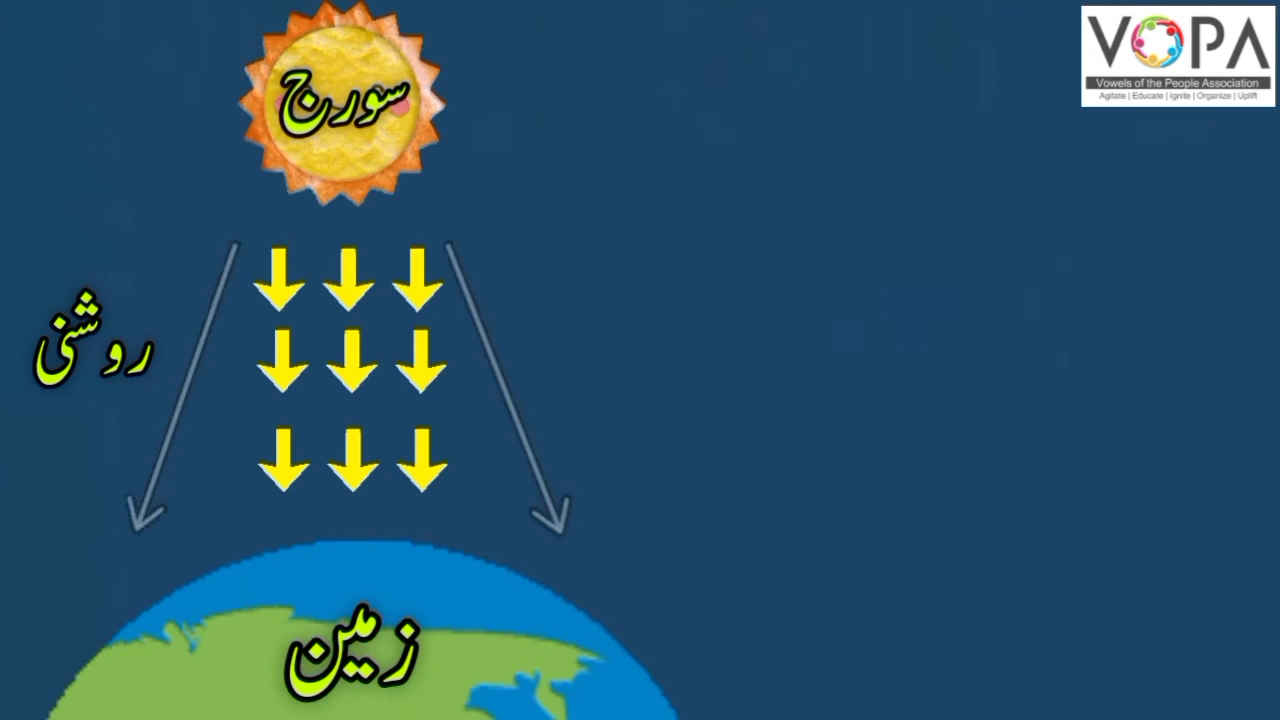 سورج
VOPA
Vowels of the People Association
Agitate | Educate | Ignite | Organize | Uplift
روشنی
زمین